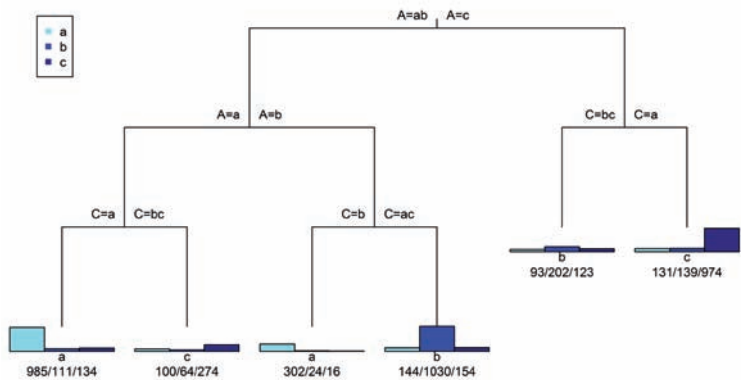 A=ab A=c
a
b
c
A=a A=b
C=bc C=a
C=a C=bc
C=b C=ac
b
93/202/123
c
131/139/974
a
985/111/134
c
100/64/274
a
302/24/16
b
144/1030/154